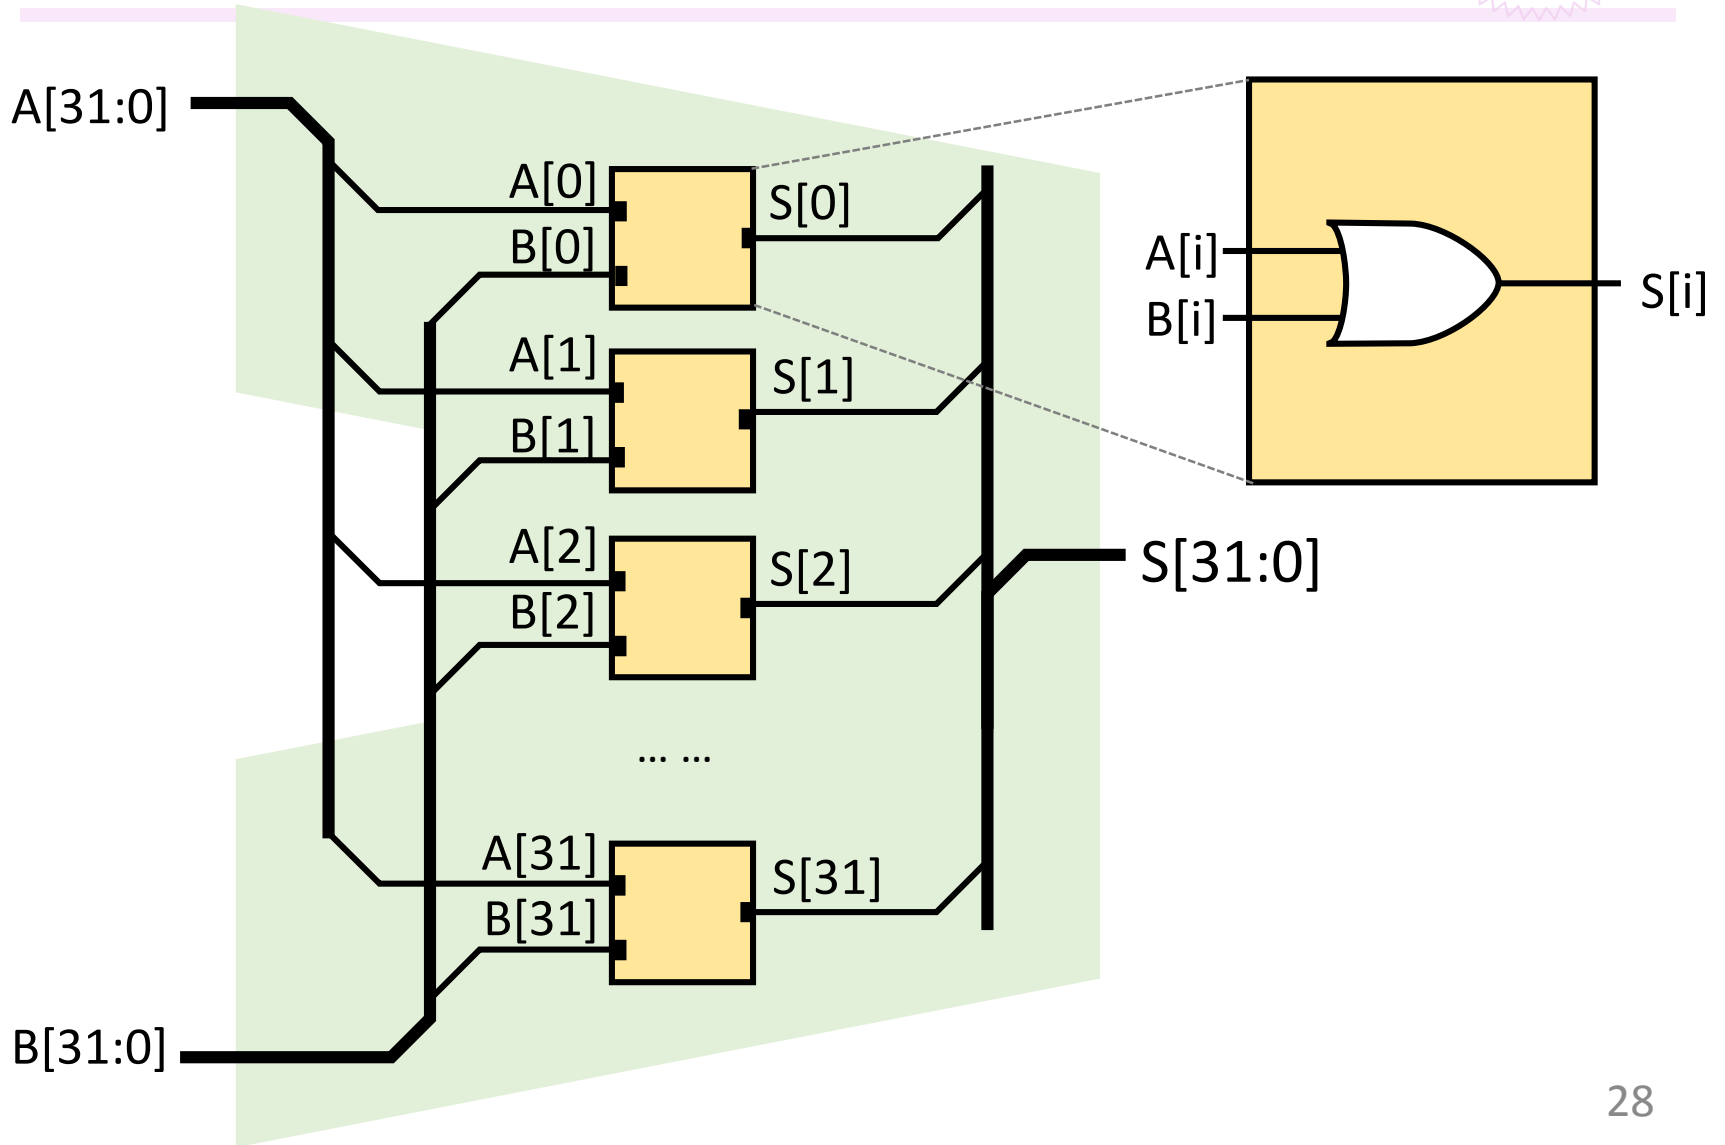 A[31:0]
A[0]
S[0]
B[0]
A[i]
S[i]
B[i]
A[1]
S[1]
B[1]
A[2]
S[2]
S[31:0]
B[2]
... ...
A[31]
S[31]
B[31]
B[31:0]
28